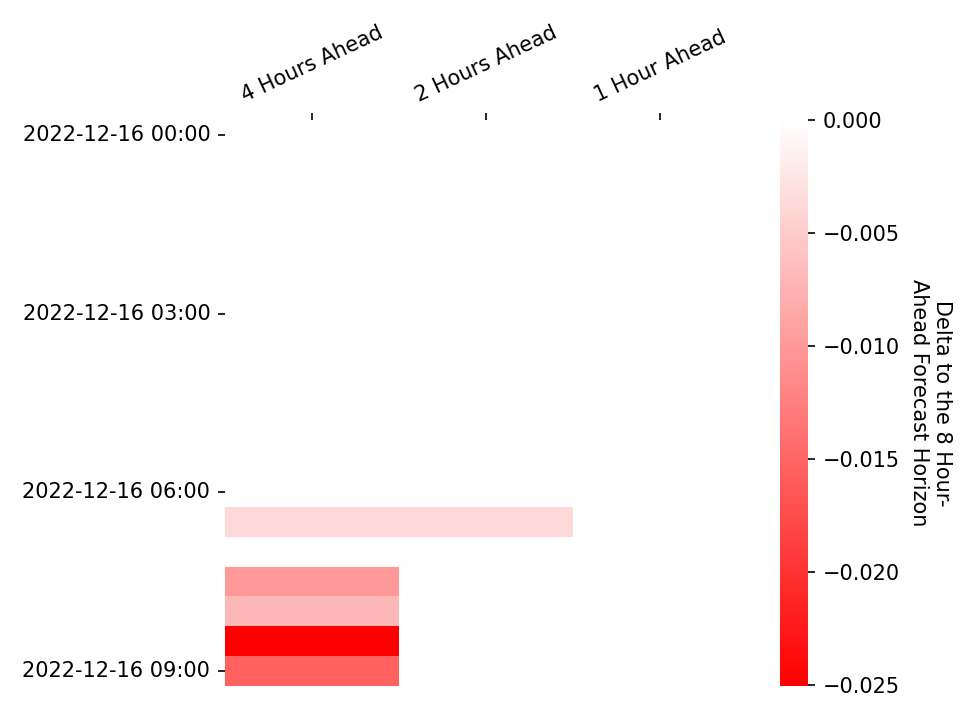 4 Hours Ahead
2 Hours Ahead
1 Hour Ahead
2022-12-16 00:00
2022-12-16 03:00
2022-12-16 06:00
2022-12-16 09:00
0.000
−0.005
−0.010
−0.015
−0.020
−0.025
Delta to the 8 Hour-
Ahead Forecast Horizon